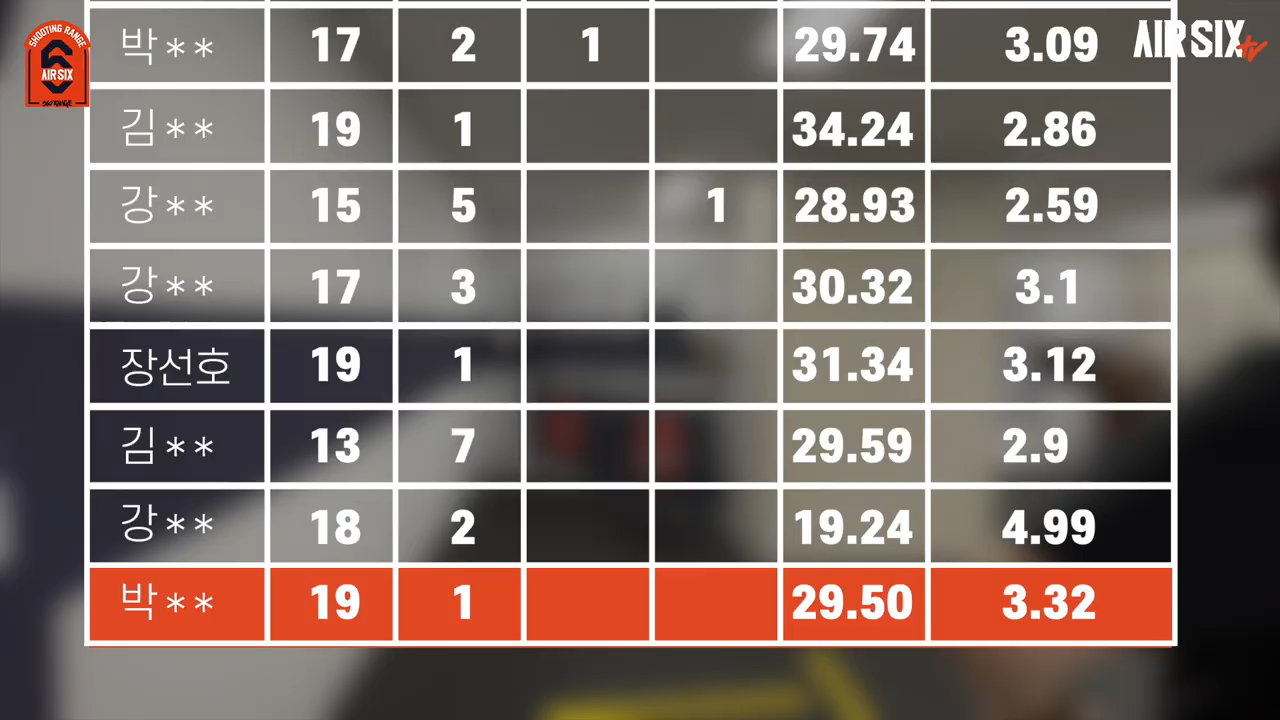 SHOOTING RANGE
AIRSIX
AIRSIX tv
박** 17 2 1 29.74 3.09
김** 19 1 34.24 2.86
강** 15 5 1 28.93 2.59
강** 17 3 30.32 3.1
장선호 19 1 31.34 3.12
김** 13 7 29.59 2.9
강** 18 2 19.24 4.99
박** 19 1 29.50 3.32